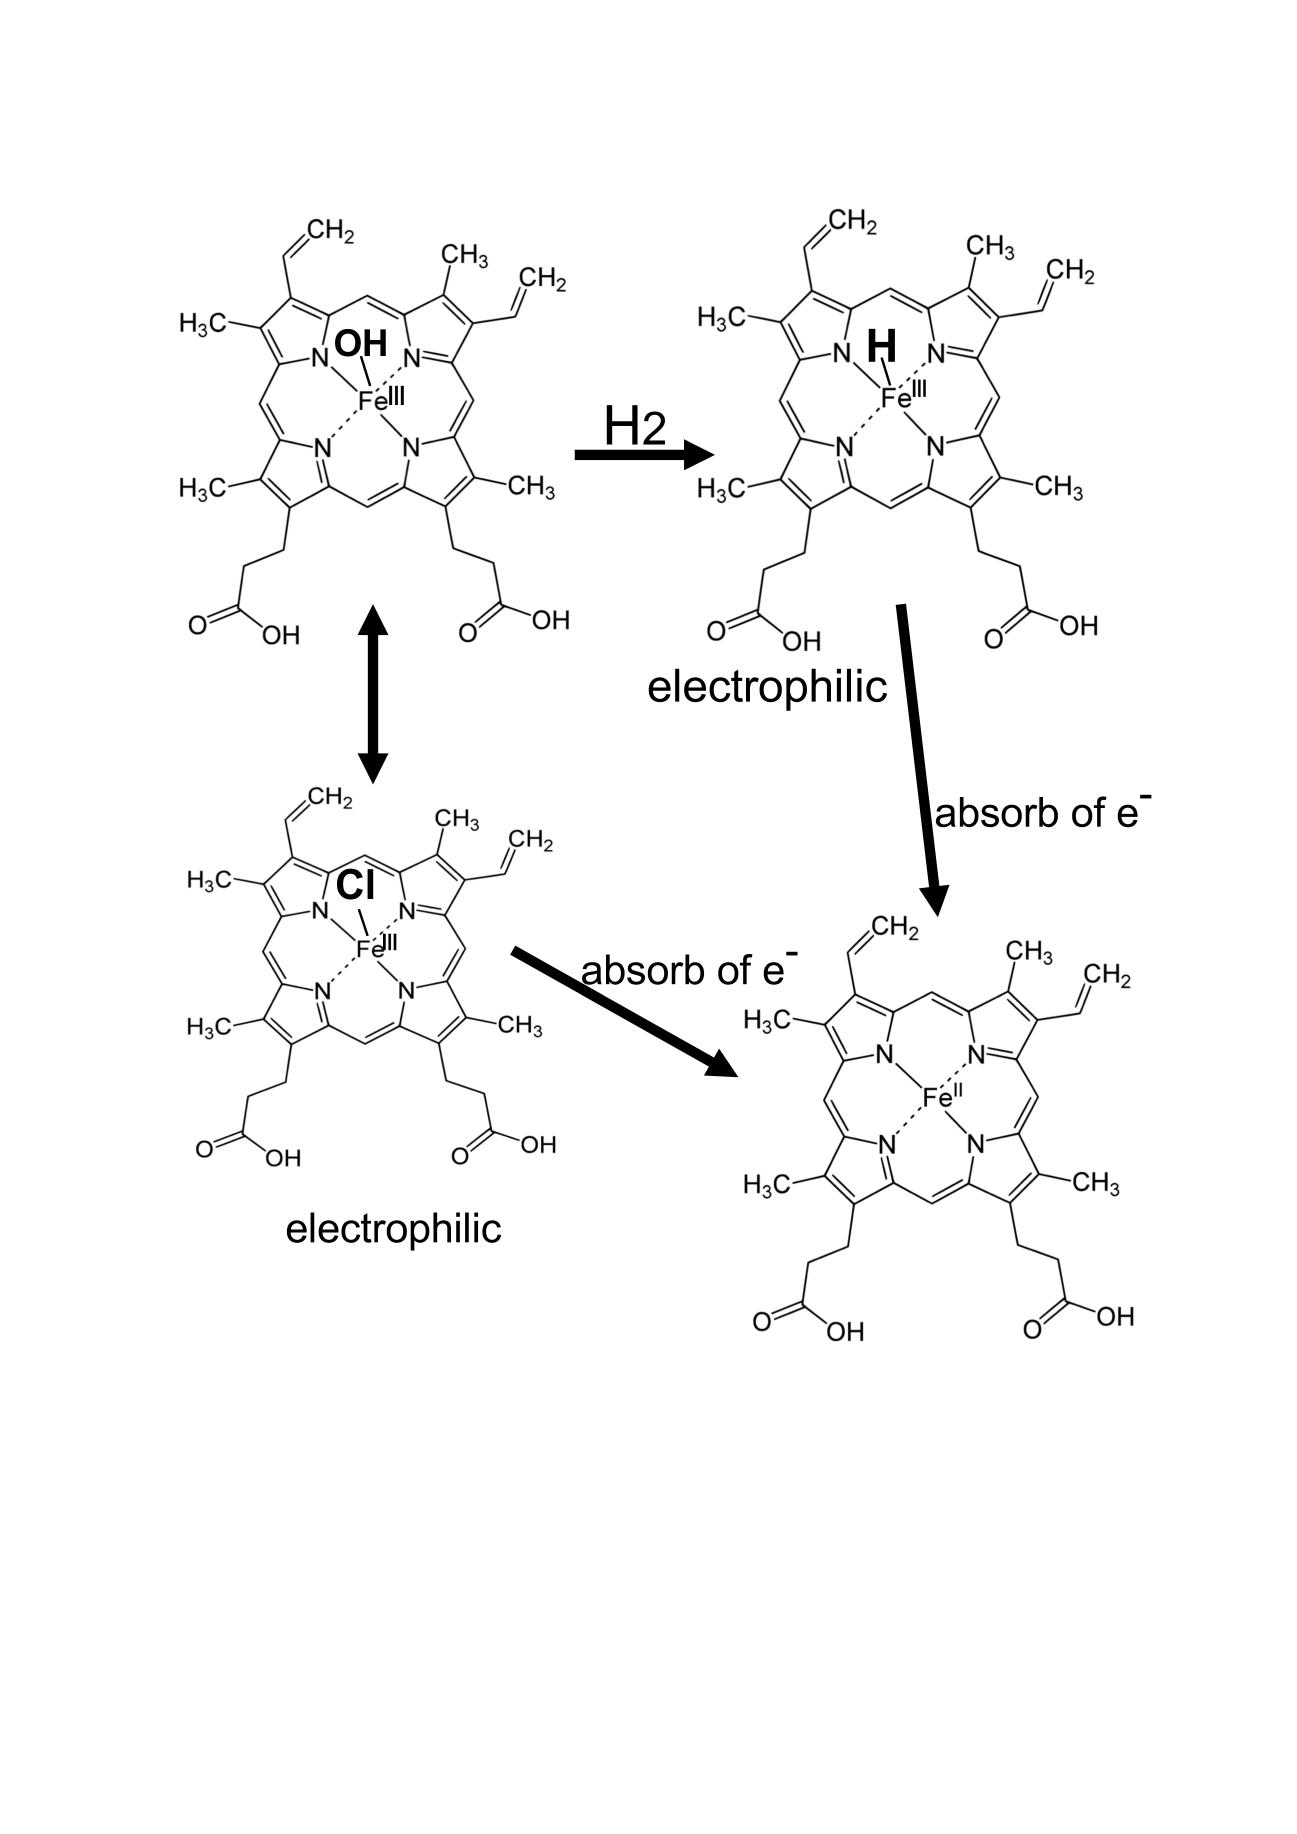 CH2
CH3
CH2
H3C
OH
N
N
FeIII
N
N
H3C
CH3
O
OH
O
OH
H2
CH2
CH3
CH2
H3C
H
N
N
FeIII
N
N
H3C
CH3
O
OH
O
OH
electrophilic
absorb of e-
CH2
CH3
CH2
H3C
Cl
N
N
FeIII
N
N
H3C
CH3
O
OH
O
OH
electrophilic
absorb of e-
CH2
CH3
CH2
H3C
N
N
FeII
N
N
H3C
CH3
O
OH
O
OH